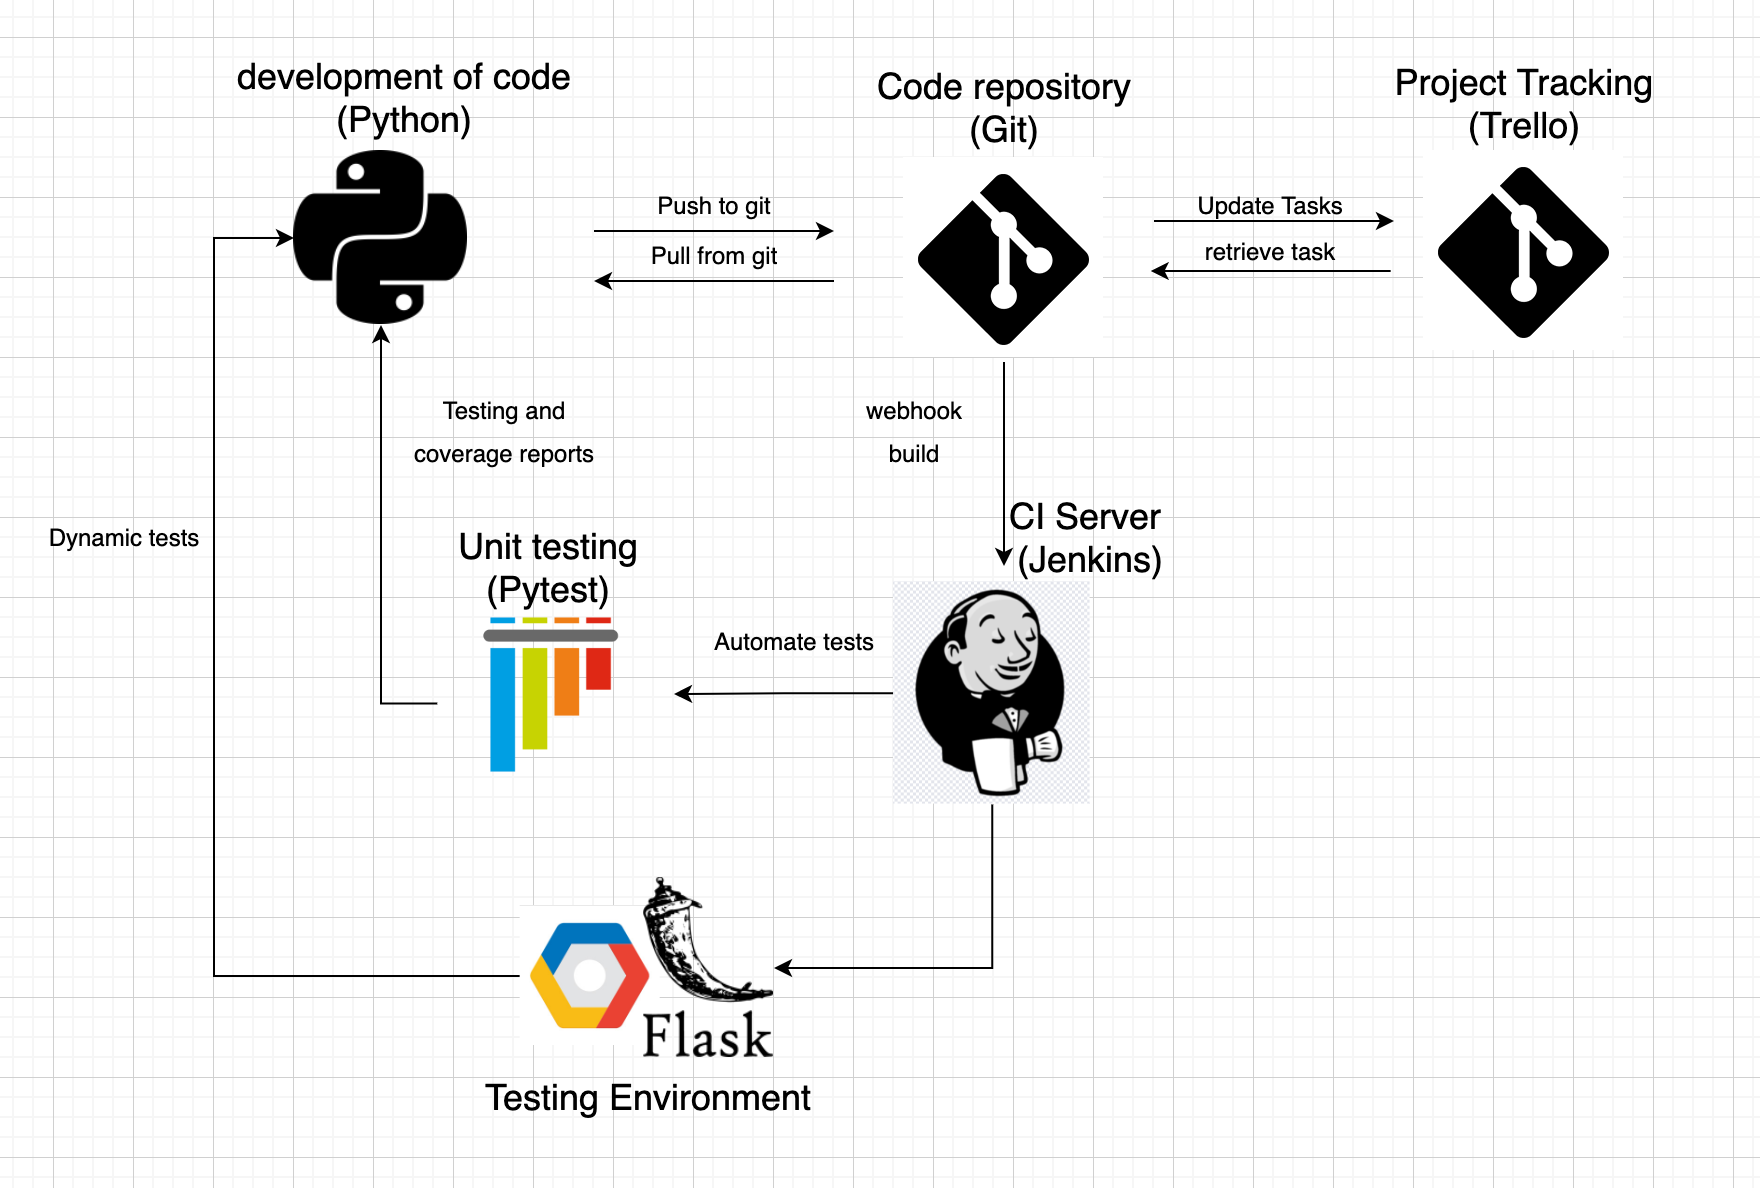 development of code
(Python)
Code repository
(Git)
Project Tracking
(Trello)
Push to git
Pull from git
Update Tasks
retrieve task
Testing and
coverage reports
webhook
build
Dynamic tests
Unit testing
(Pytest)
CI Server
(Jenkins)
Automate tests
Flask
Testing Environment